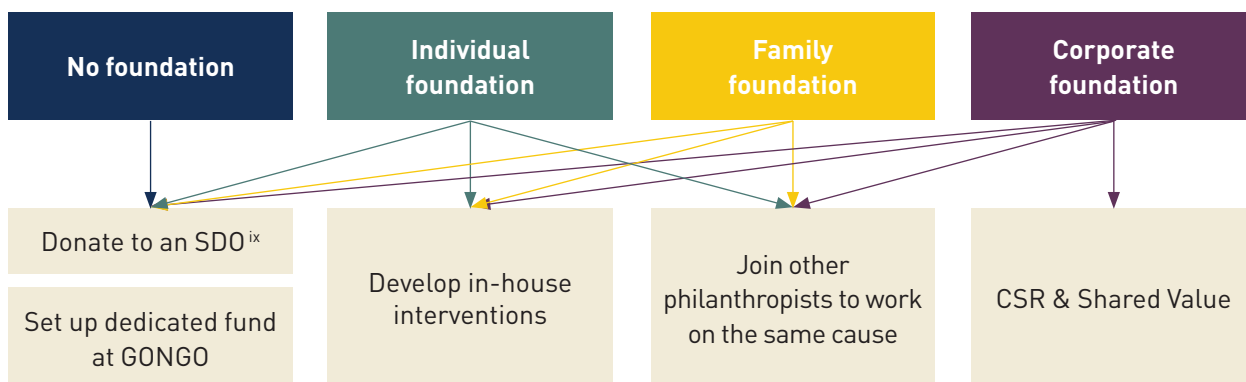 No foundation
Individual
foundation
Family
foundation
Corporate
foundation
Donate to an SDO ix
Set up dedicated fund
at GONGO
Develop in-house
interventions
Join other
philanthropists to work
on the same cause
CSR & Shared Value